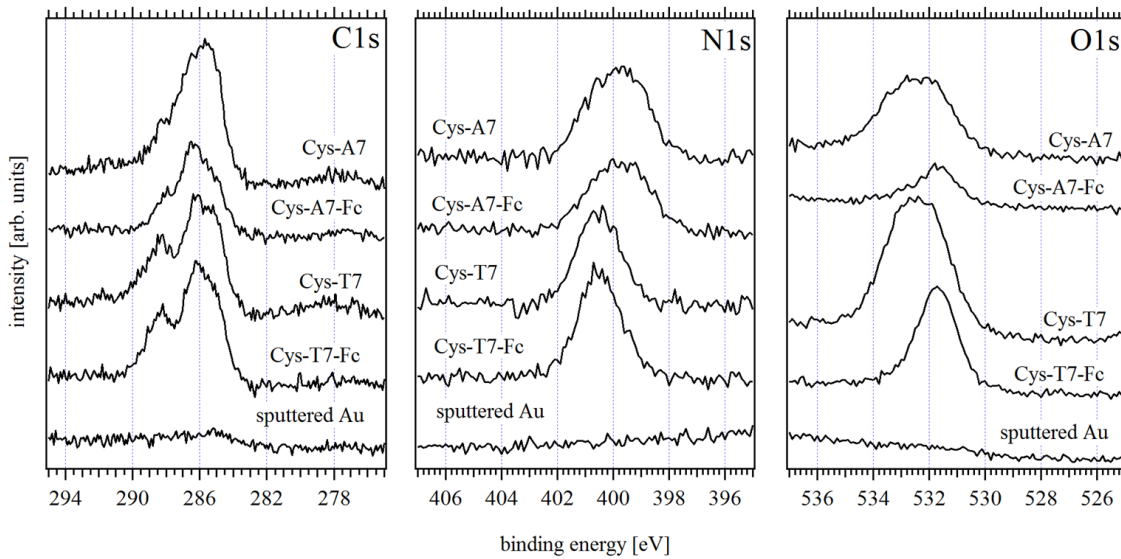 C1s
N1s
O1s
Cys-A7
Cys-A7-Fc
Cys-T7
Cys-T7-Fc
sputtered Au
Cys-A7
Cys-A7-Fc
Cys-T7
Cys-T7-Fc
sputtered Au
Cys-A7
Cys-A7-Fc
Cys-T7
Cys-T7-Fc
sputtered Au
intensity [arb. units]
294 290 286 282 278
406 404 402 400 398 396
536 534 532 530 528 526
binding energy [eV]